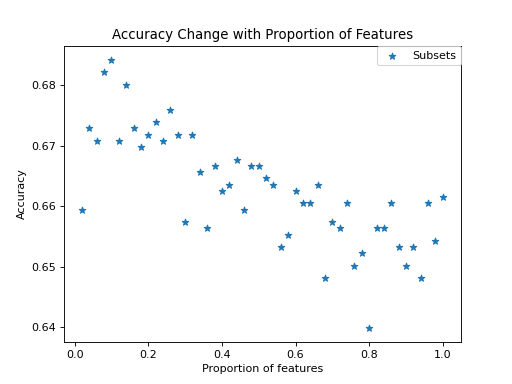 Accuracy Change with Proportion of Features
Subsets
0.68
0.67
0.66
0.65
0.64
Accuracy
0.0 0.2 0.4 0.6 0.8 1.0
Proportion of features